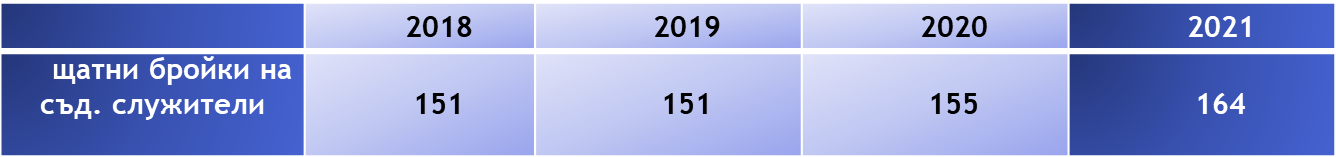 2018 2019 2020 2021
щатни бройки на
съд. служители 151 151 155 164